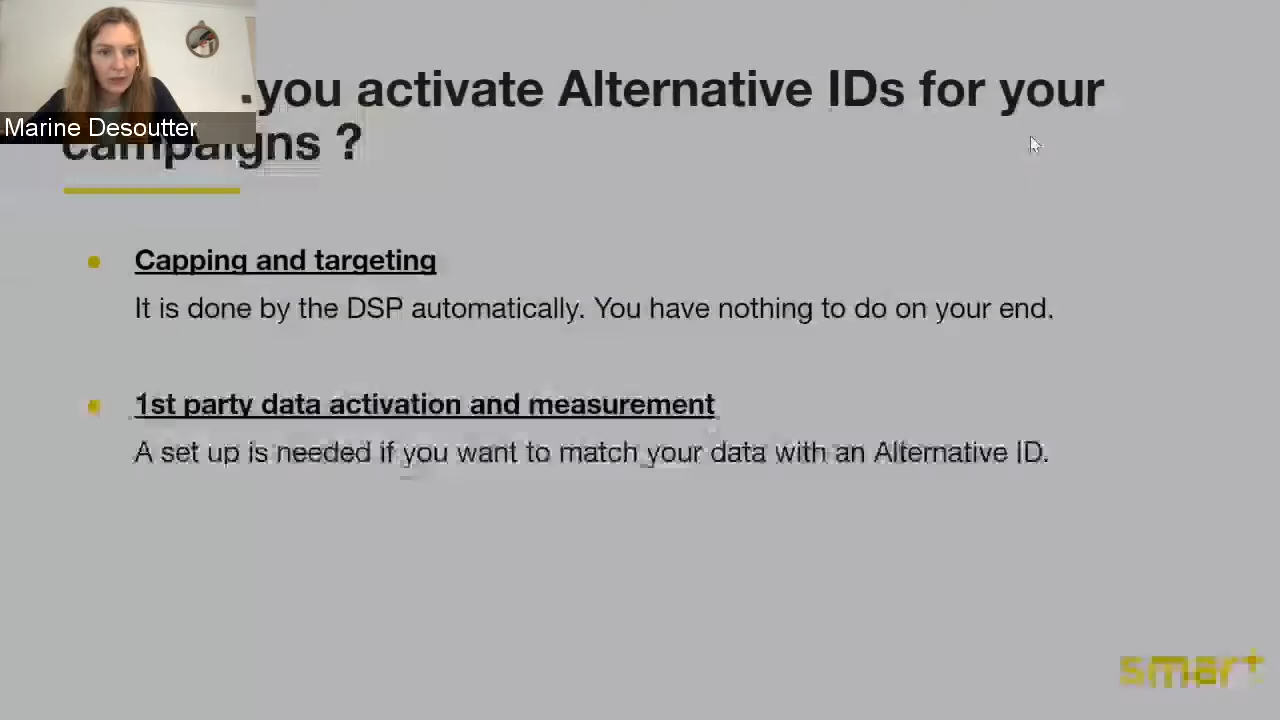 you activate Alternative IDs for your
Marine Desoutter
campaigns ?
Capping and targeting
It is done by the DSP automatically. You have nothing to do on your end.
1st party data activation and measurement
A set up is needed if you want to match your data with an Alternative ID.
smart